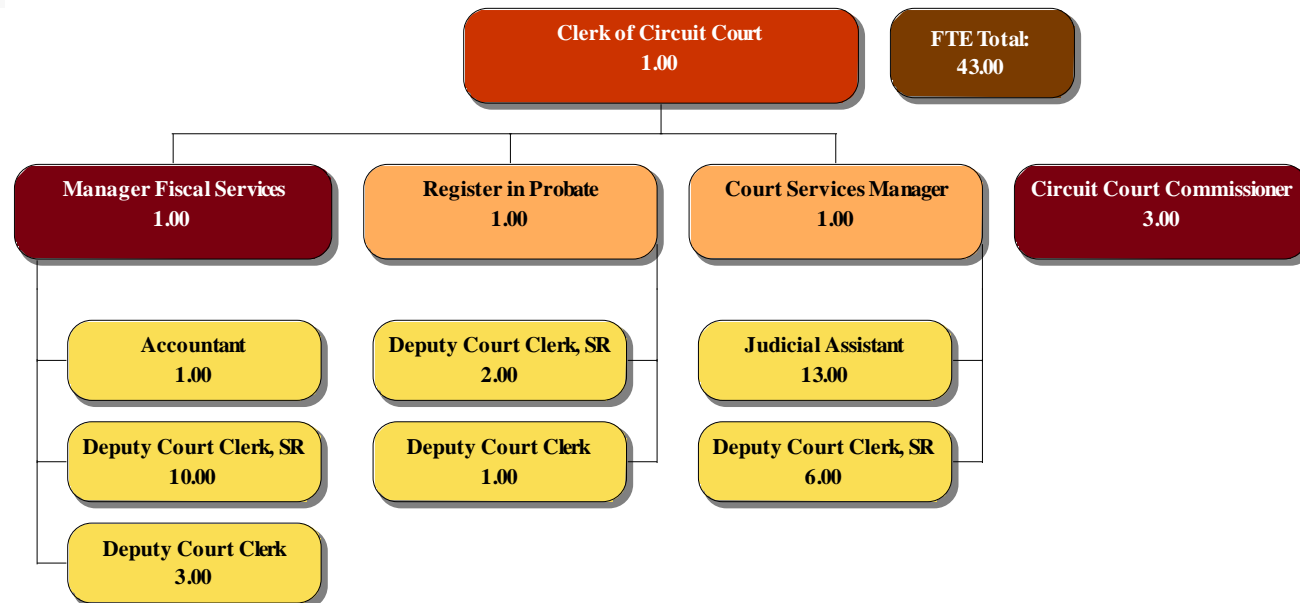 Clerk of Circuit Court
1.00
FTE Total:
43.00
Manager Fiscal Services
1.00
Register in Probate
1.00
Court Services Manager
1.00
Circuit Court Commissioner
3.00
Accountant
1.00
Deputy Court Clerk, SR
2.00
Judicial Assistant
13.00
Deputy Court Clerk, SR
10.00
Deputy Court Clerk
1.00
Deputy Court Clerk, SR
6.00
Deputy Court Clerk
3.00